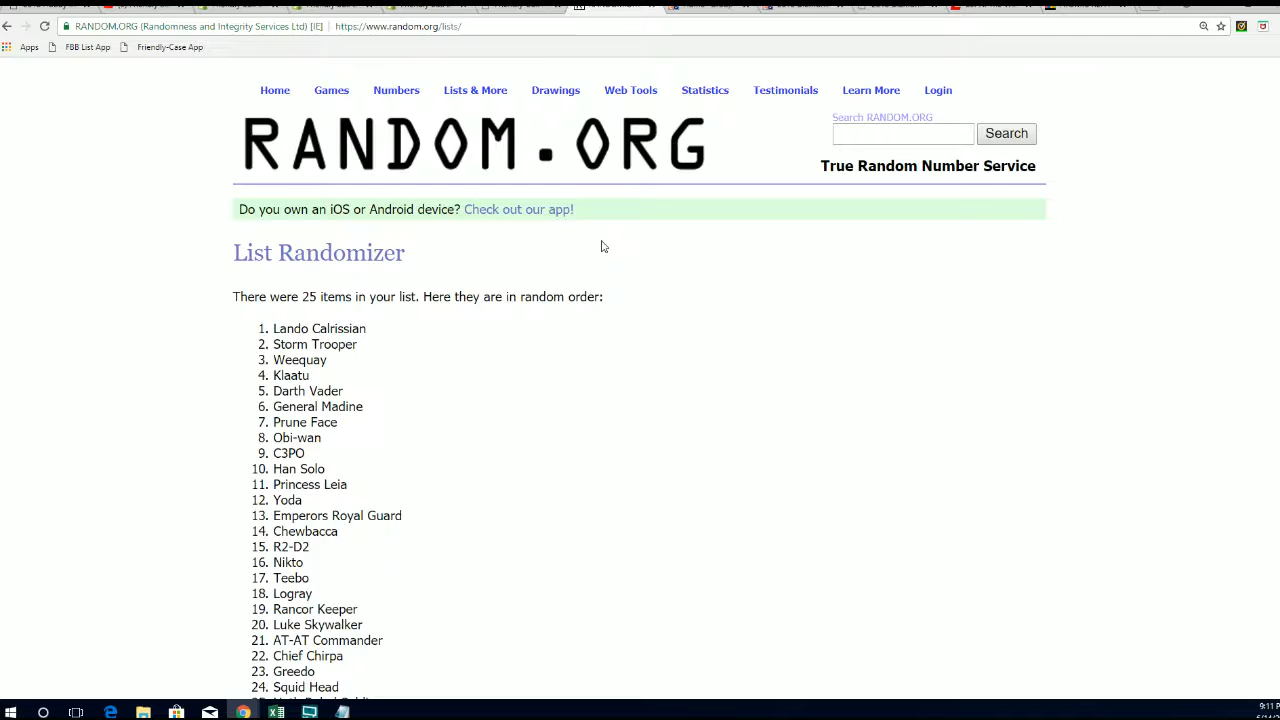 RANDOM.ORG (Randomness and Integrity Services Ltd) [IE] | https://www.random.org/lists/
Apps FBB List App Friendly-Case App
Home Games Numbers Lists & More Drawings Web Tools Statistics Testimonials Learn More Login
RANDOM.ORG
Search RANDOM.ORG
Search
True Random Number Service
Do you own an iOS or Android device? Check out our app!
List Randomizer
There were 25 items in your list. Here they are in random order:
1. Lando Calrissian
2. Storm Trooper
3. Weequay
4. Klaatu
5. Darth Vader
6. General Madine
7. Prune Face
8. Obi-wan
9. C3PO
10. Han Solo
11. Princess Leia
12. Yoda
13. Emperors Royal Guard
14. Chewbacca
15. R2-D2
16. Nikto
17. Teebo
18. Logray
19. Rancor Keeper
20. Luke Skywalker
21. AT-AT Commander
22. Chief Chirpa
23. Greedo
24. Squid Head
9:11